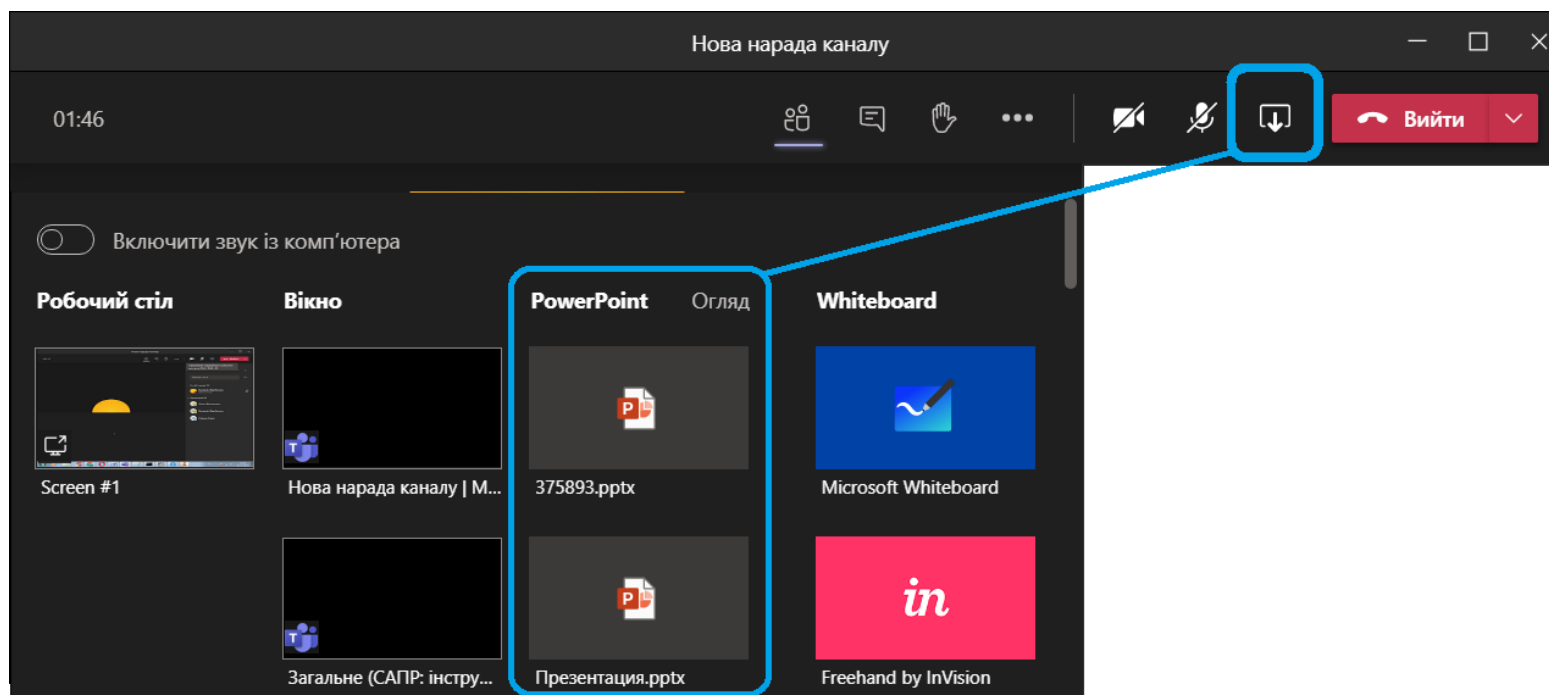 Нова нарада каналу
01:46
Вийти
Включити звук із комп’ютера
Робочий стіл
Вікно
PowerPoint
Огляд
Whiteboard
Screen #1
Нова нарада каналу | M...
375893.pptx
Microsoft Whiteboard
in
Загальне (САПР: інстру...
Презентация.pptx
Freehand by InVision